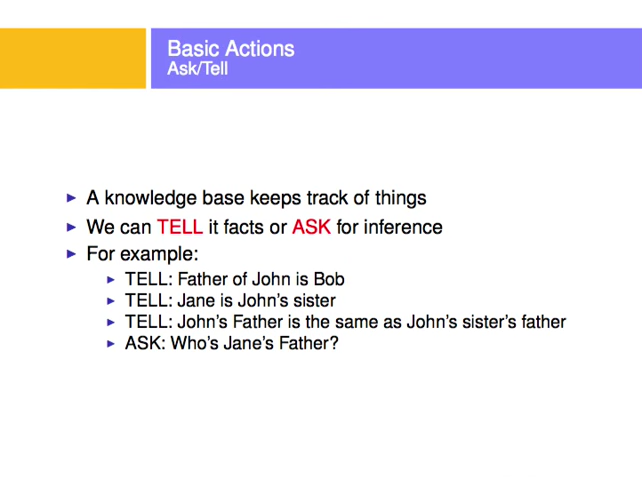 Basic Actions
Ask/Tell
A knowledge base keeps track of things
We can TELL it facts or ASK for inference
For example:
TELL: Father of John is Bob
TELL: Jane is John's sister
TELL: John's Father is the same as John's sister's father
ASK: Who's Jane's Father?